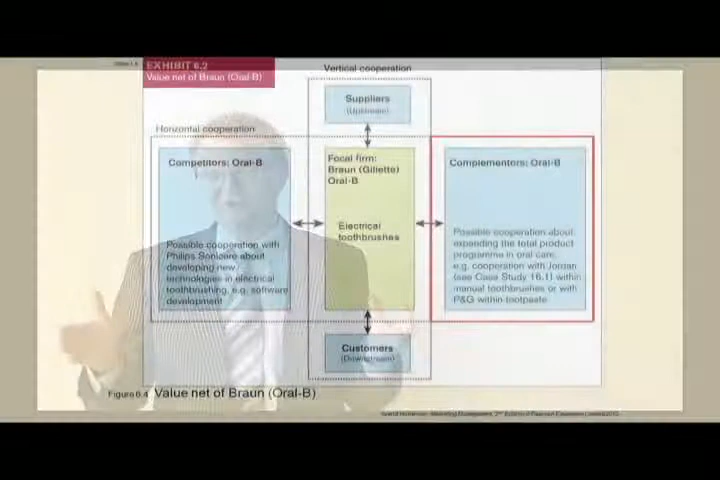 EXHIBIT 6.2
Value net of Braun (Oral-B)
Vertical cooperation
Suppliers
(Upstream)
Horizontal cooperation
Competitors: Oral-B
Possible cooperation with
Philips Sonicare about
developing new
technologies in electrical
toothbrushing, e.g. software
development
Focal firm:
Braun (Gillette)
Oral-B
Electrical
toothbrushes
Complementors: Oral-B
Possible cooperation about
expanding the total product
programme in oral care,
e.g. cooperation with Jordan
(see Case Study 16.1) within
manual toothbrushes or with
P&G within tootpaste
Customers
(Downstream)
Figure 6.4 Value net of Braun (Oral-B)